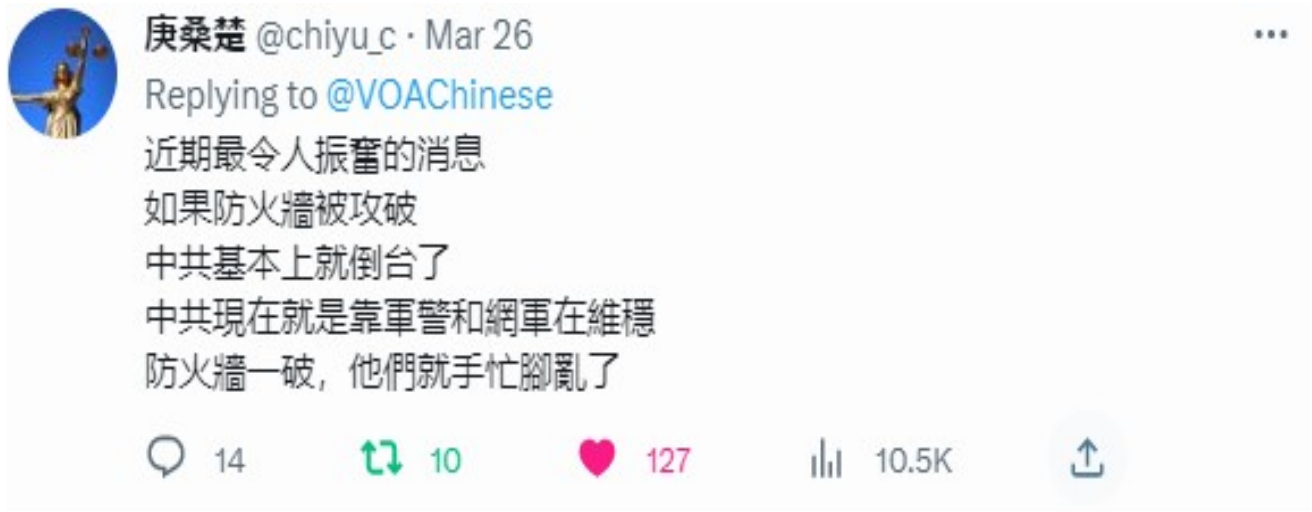 庚桑楚 @chiyu_c · Mar 26
Replying to @VOAChinese
近期最令人振奮的消息
如果防火牆被攻破
中共基本上就倒台了
中共現在就是靠軍警和網軍在維穩
防火牆一破，他們就手忙腳亂了
14 10 127 10.5K